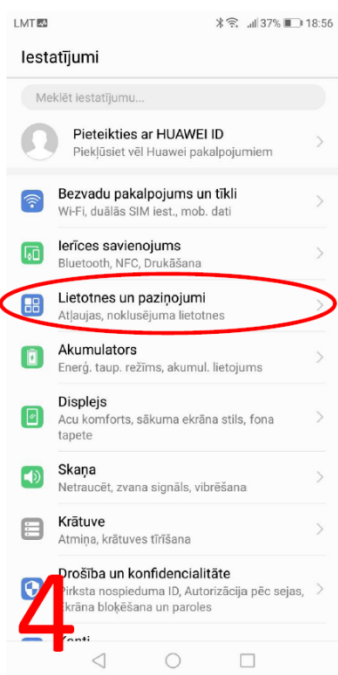 LMT 37% 18:56
Iestatījumi
Meklēt iestatījumu...
Pieteikties ar HUAWEI ID
Piekļūsiet vēl Huawei pakalpojumiem
Bezvadu pakalpojums un tīkli
Wi-Fi, duālās SIM iest., mob. dati
Ierīces savienojums
Bluetooth, NFC, Drukāšana
Lietotnes un paziņojumi
Atļaujas, noklusējuma lietotnes
Akumulators
Enerģ. taup. režīms, akumul. lietojums
Displejs
Acu komforts, sākuma ekrāna stils, fona
tapete
Skaņa
Netraucēt, zvana signāls, vibrēšana
Krātuve
Atmiņa, krātuves tīrīšana
Drošība un konfidencialitāte
Pirksta nospieduma ID, Autorizācija pēc sejas,
Ekrāna bloķēšana un paroles
4